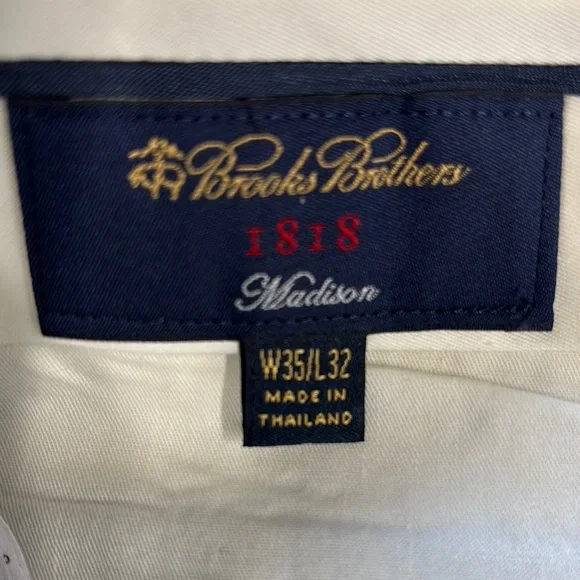 Brooks Brothers
1818
Madison
W35/L32
MADE IN
THAILAND